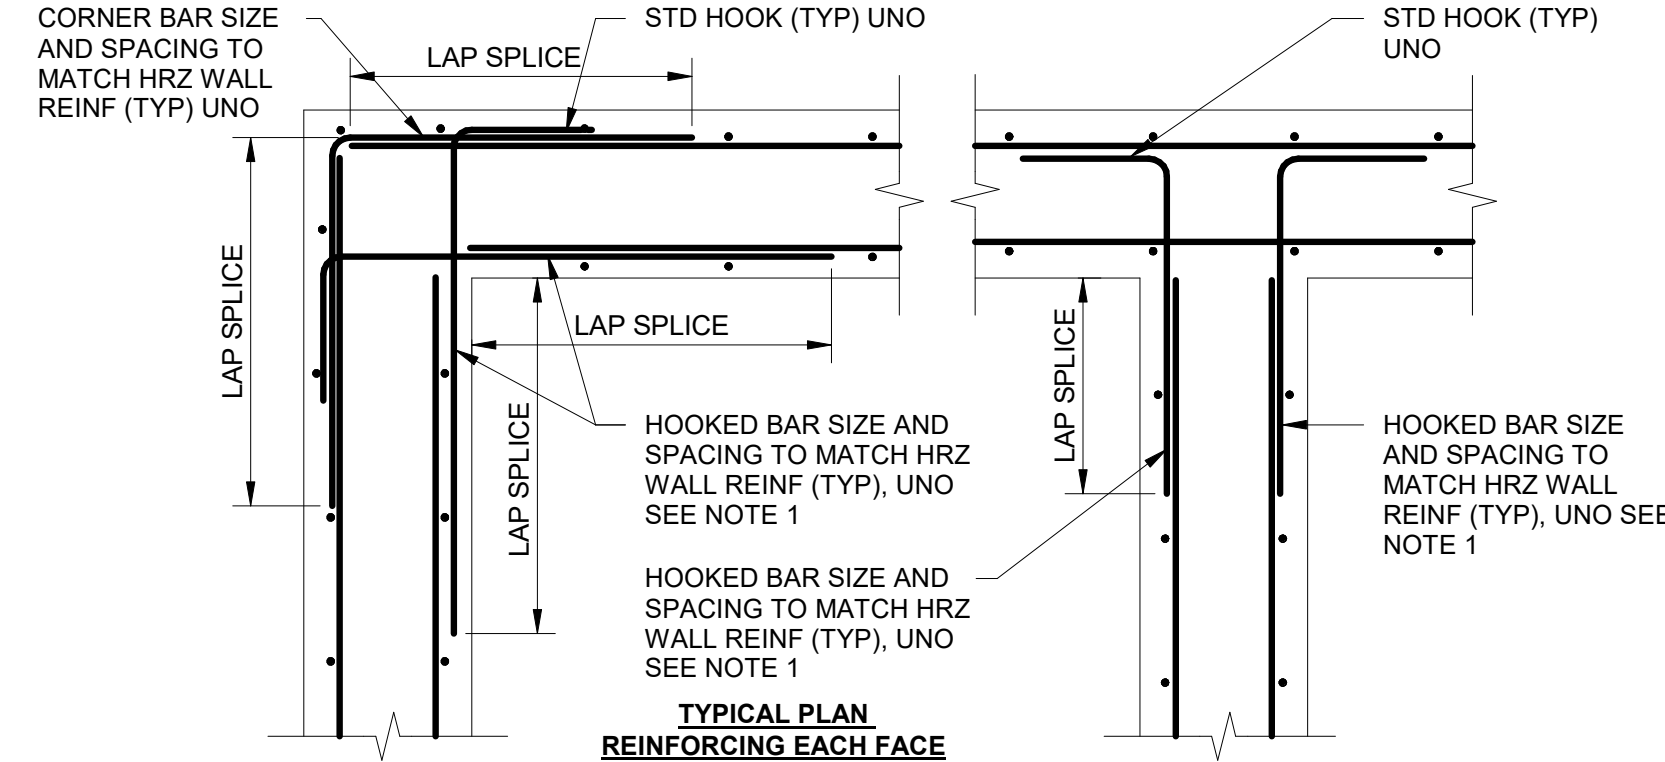 CORNER BAR SIZE
AND SPACING TO
MATCH HRZ WALL
REINF (TYP) UNO
LAP SPLICE
STD HOOK (TYP) UNO
STD HOOK (TYP)
UNO
LAP SPLICE
LAP SPLICE
LAP SPLICE
LAP SPLICE
HOOKED BAR SIZE AND
SPACING TO MATCH HRZ
WALL REINF (TYP), UNO
SEE NOTE 1
HOOKED BAR SIZE
AND SPACING TO
MATCH HRZ WALL
REINF (TYP), UNO SEE
NOTE 1
HOOKED BAR SIZE AND
SPACING TO MATCH HRZ
WALL REINF (TYP), UNO
SEE NOTE 1
TYPICAL PLAN
REINFORCING EACH FACE